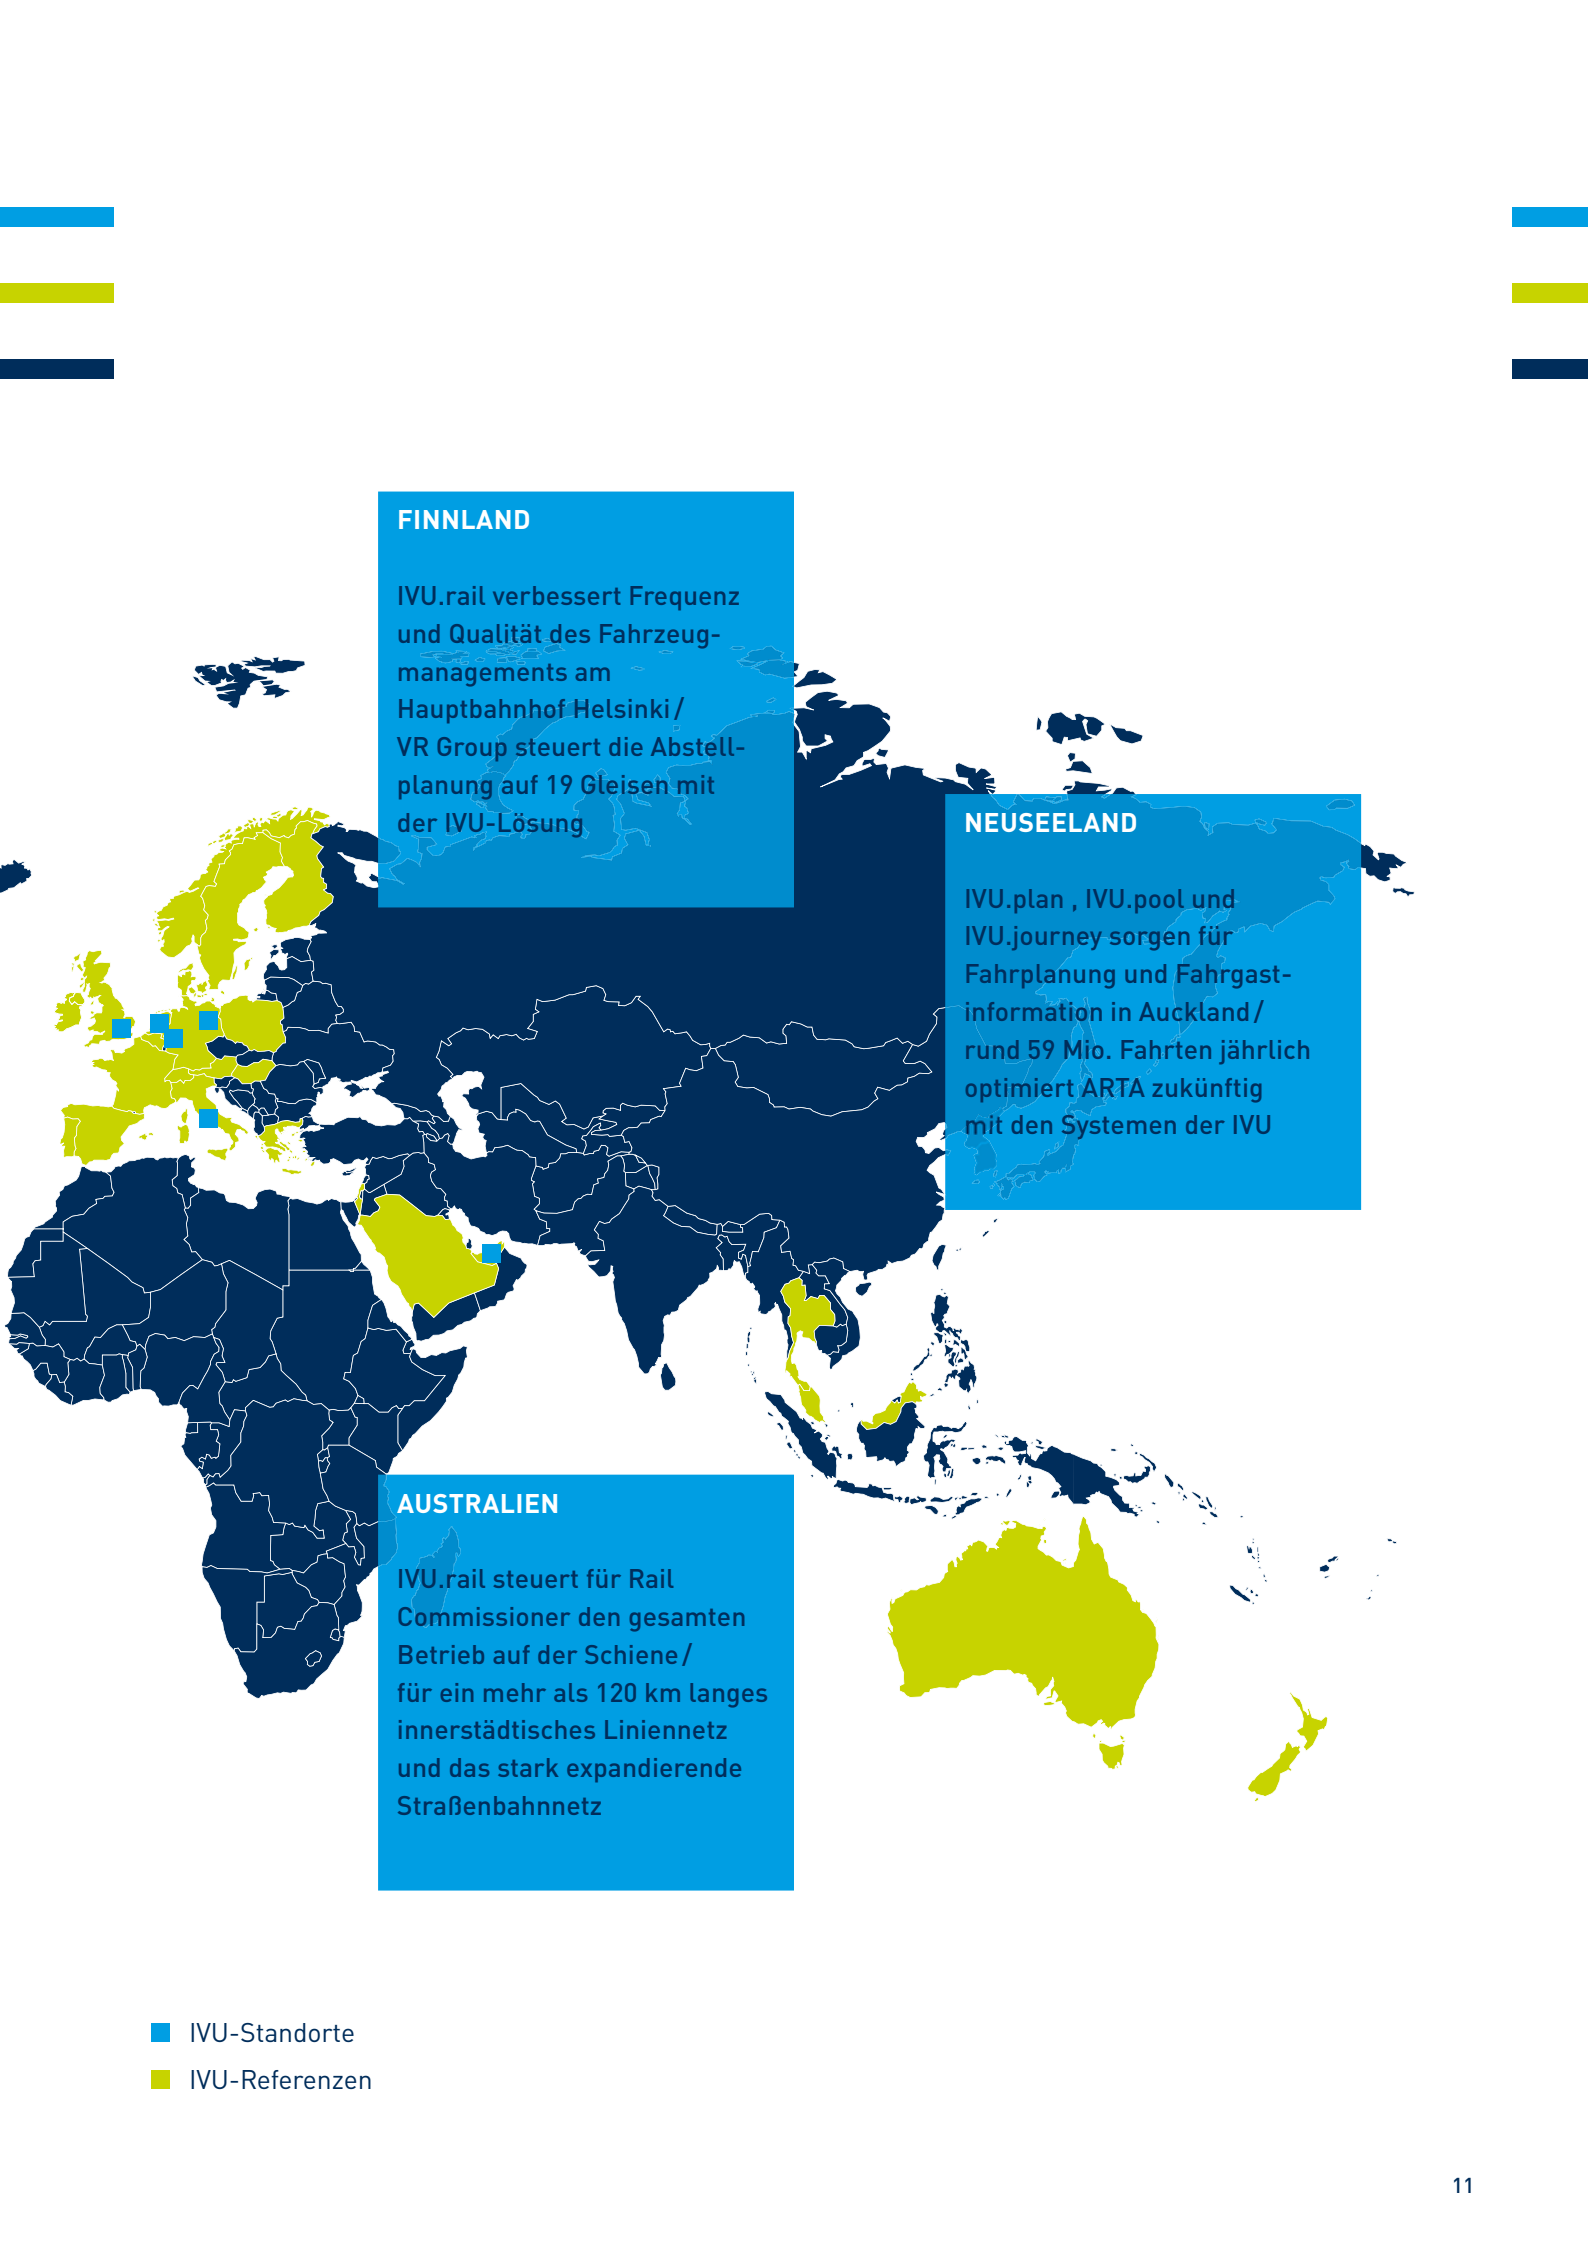 FINNLAND
IVU.rail verbessert Frequenz
und Qualität des Fahrzeug-
managements am
Hauptbahnhof Helsinki/
VR Group steuert die Abstell-
planung auf 19 Gleisen mit
der IVU-Lösung
NEUSEELAND
IVU.plan , IVU.pool und
IVU.journey sorgen für
Fahrplanung und Fahrgast-
information in Auckland/
rund 59 Mio. Fahrten jährlich
optimiert ARTA zukünftig
mit den Systemen der IVU
AUSTRALIEN
IVU.rail steuert für Rail
Commissioner den gesamten
Betrieb auf der Schiene/
für ein mehr als 120 km langes
innerstädtisches Liniennetz
und das stark expandierende
Straßenbahnnetz
IVU-Standorte
IVU-Referenzen
11